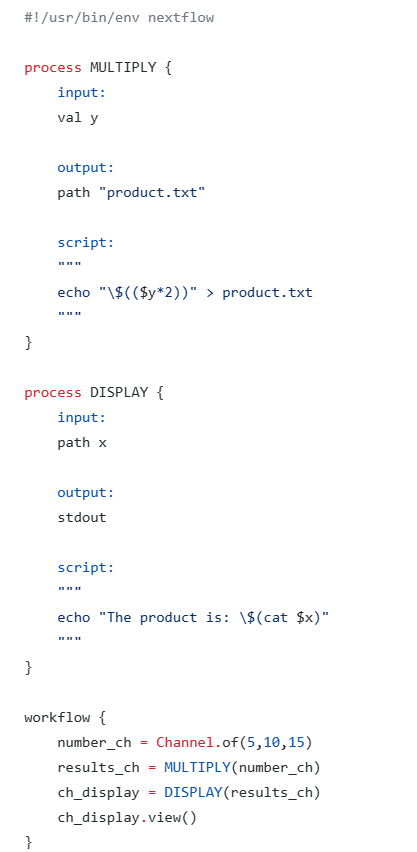 #!/usr/bin/env nextflow
process MULTIPLY {
    input:
    val y
    output:
    path "product.txt"
    script:
    """
    echo "\$(($y*2))" > product.txt
    """
}
process DISPLAY {
    input:
    path x
    output:
    stdout
    script:
    """
    echo "The product is: \$(cat $x)"
    """
}
workflow {
    number_ch = Channel.of(5,10,15)
    results_ch = MULTIPLY(number_ch)
    ch_display = DISPLAY(results_ch)
    ch_display.view()
}